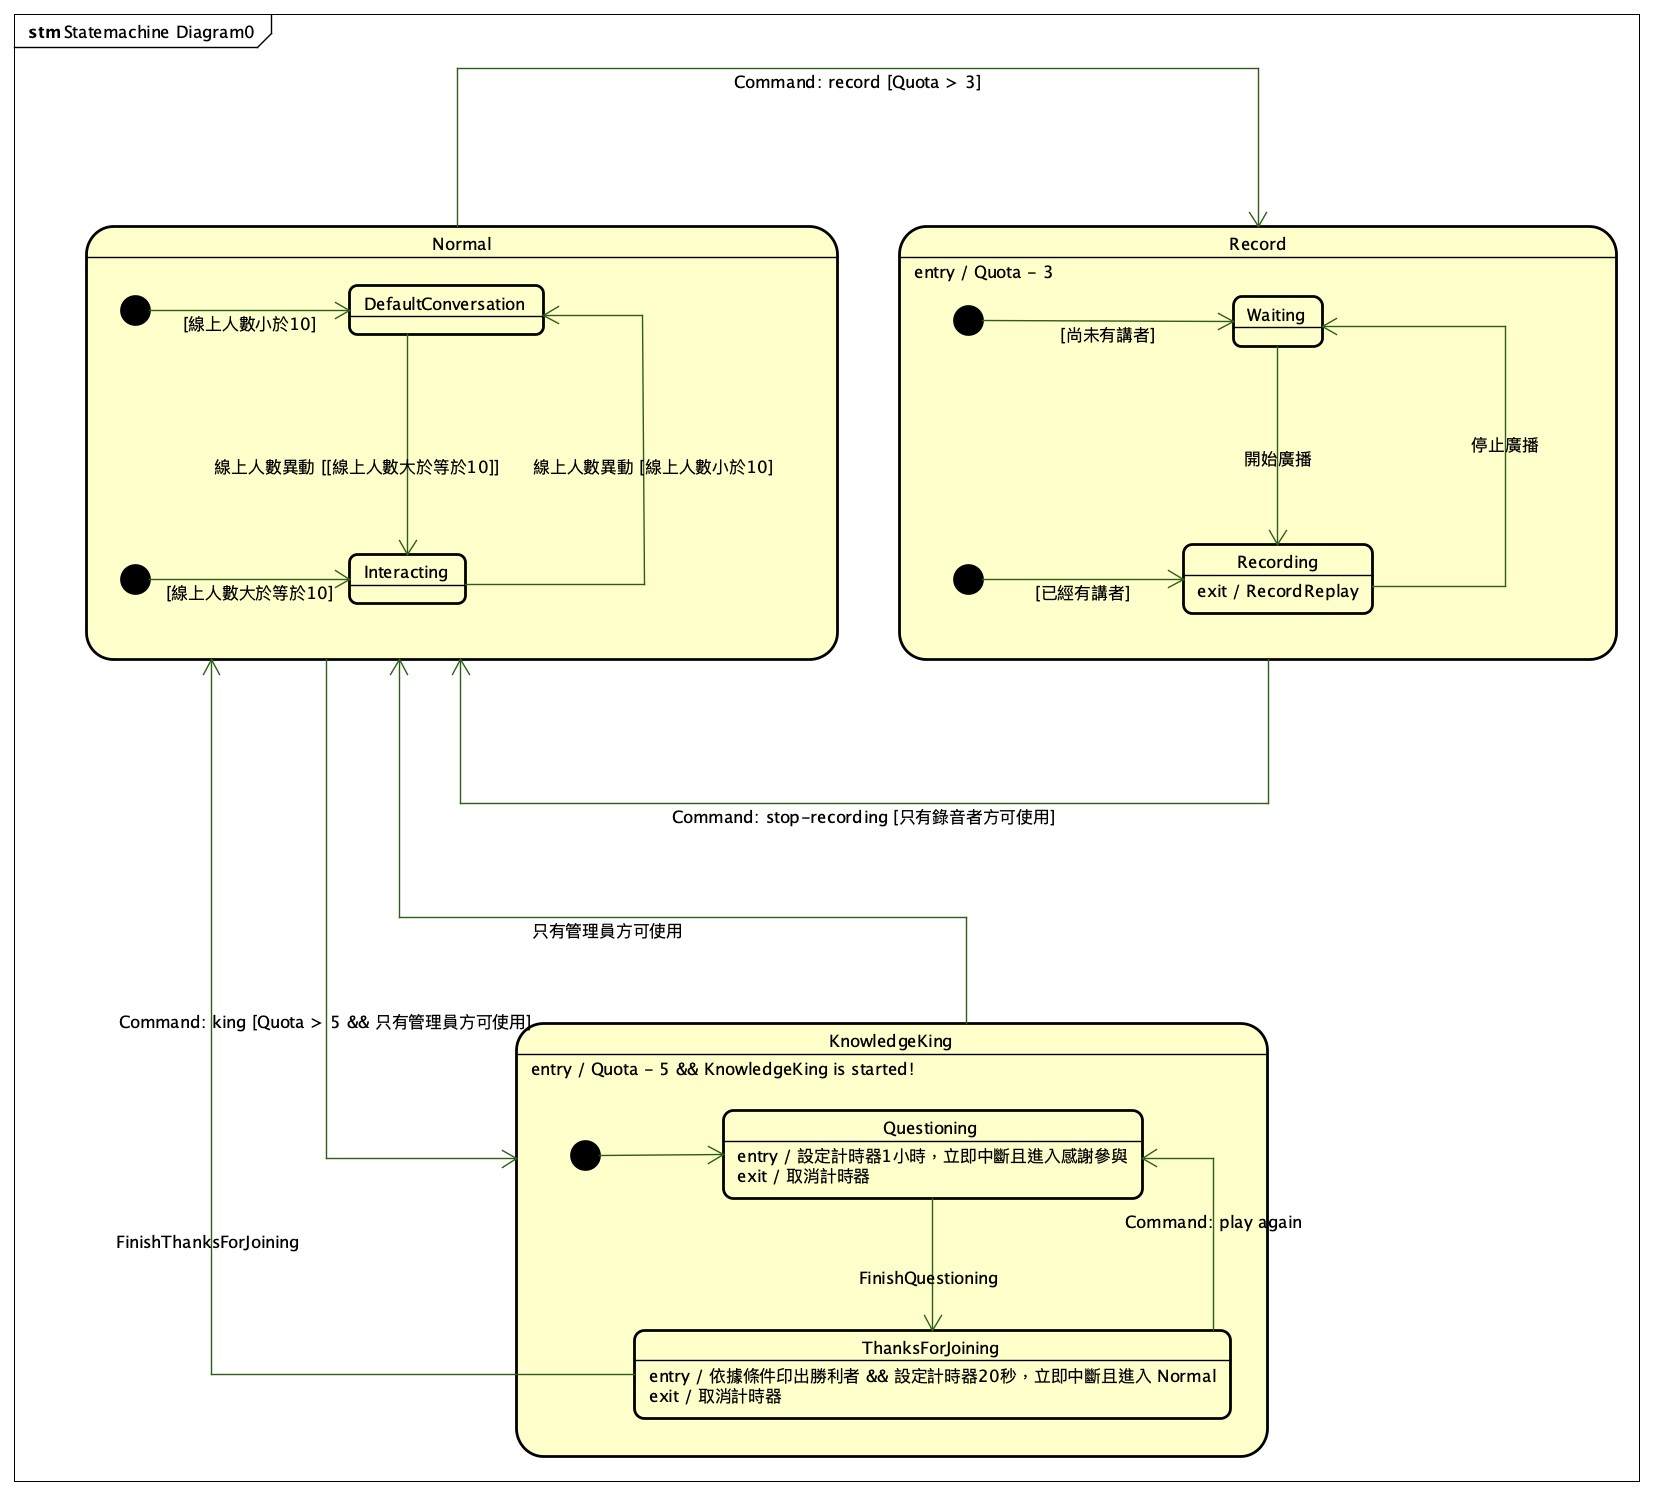 stm Statemachine Diagram0
Command: record [Quota > 3]
Normal
DefaultConversation
[線上人數小於10]
線上人數異動 [[線上人數大於等於10]]
線上人數異動 [線上人數小於10]
Interacting
[線上人數大於等於10]
Record
entry / Quota - 3
Waiting
[尚未有講者]
開始廣播
停止廣播
Recording
exit / RecordReplay
[已經有講者]
Command: stop-recording [只有錄音者方可使用]
只有管理員方可使用
Command: king [Quota > 5 && 只有管理員方可使用]
FinishThanksForJoining
KnowledgeKing
entry / Quota - 5 && KnowledgeKing is started!
Questioning
entry / 設定計時器1小時，立即中斷且進入感謝參與
exit / 取消計時器
Command: play again
FinishQuestioning
ThanksForJoining
entry / 依據條件印出勝利者 && 設定計時器20秒，立即中斷且進入 Normal
exit / 取消計時器